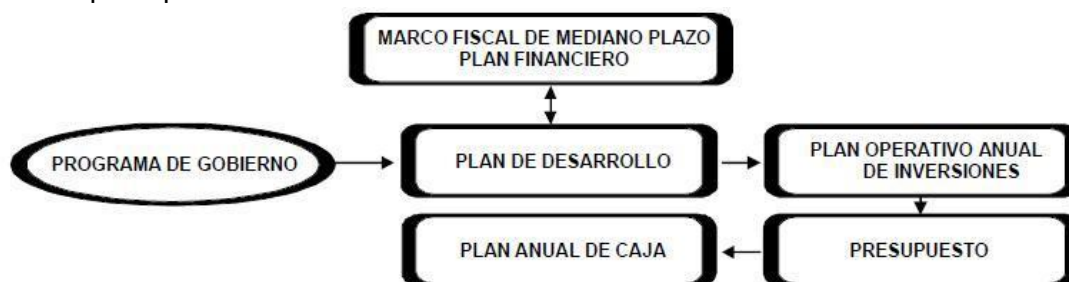 MARCO FISCAL DE MEDIANO PLAZO
PLAN FINANCIERO
PROGRAMA DE GOBIERNO
PLAN DE DESARROLLO
PLAN OPERATIVO ANUAL
DE INVERSIONES
PLAN ANUAL DE CAJA
PRESUPUESTO